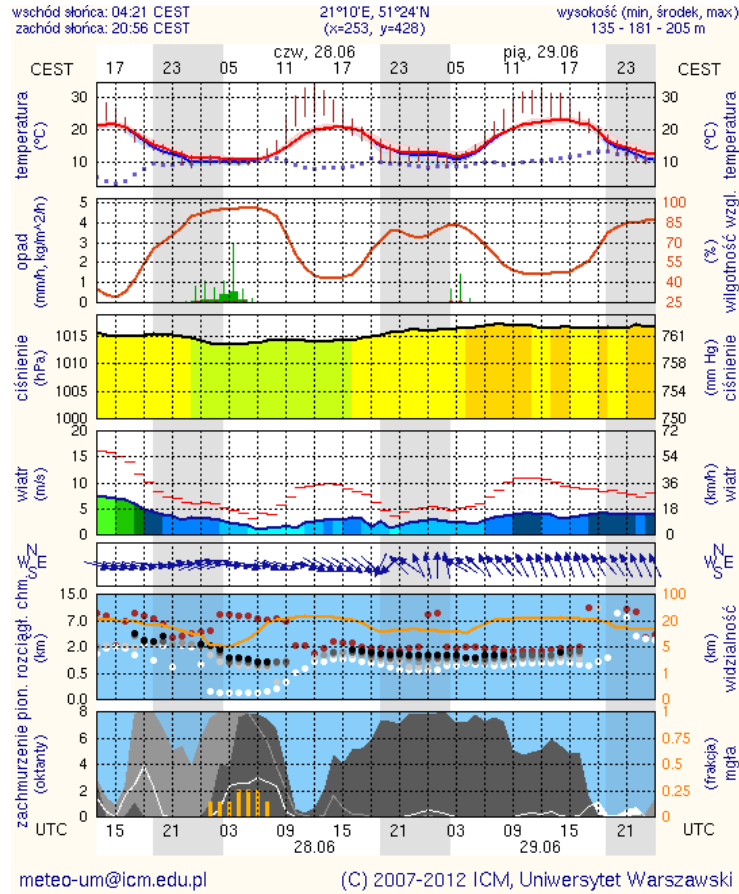 wschód słońca: 04:21 CEST 21°10'E, 51°24'N wysokość (min, środek, max)
zachód słońca: 20:56 CEST (x=253, y=428) 135 - 181 - 205 m
czw, 28.06 pią, 29.06
CEST 17 23 05 11 17 23 05 11 17 23 CEST
temperatura
(°C)
30
20
10
30
20
10
temperatura
(°C)
opad
(mm/h, kg/m^2/h)
5
4
3
2
1
0
100
85
70
55
40
25
wilgotność wzgl.
(%)
ciśnienie
(hPa)
1015
1010
1005
1000
761
758
754
750
ciśnienie
(mm Hg)
wiatr
(m/s)
20
15
10
5
0
72
54
36
18
0
wiatr
(km/h)
N
W E
S
N
W E
S
pion. rozciągł. chm.
(km)
15.0
7.0
2.0
0.5
0.0
100
20
5
1
0
widzialność
(km)
zachmurzenie
(oktanty)
8
6
4
2
0
1
0.75
0.5
0.25
0
mgła
(frakcja)
UTC 15 21 03 09 15 21 03 09 15 21 UTC
28.06 29.06
meteo-um@icm.edu.pl (C) 2007-2012 ICM, Uniwersytet Warszawski